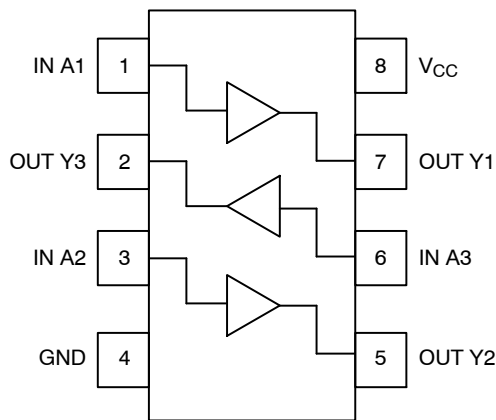 IN A1 1 8 V_CC
OUT Y3 2 7 OUT Y1
IN A2 3 6 IN A3
GND 4 5 OUT Y2